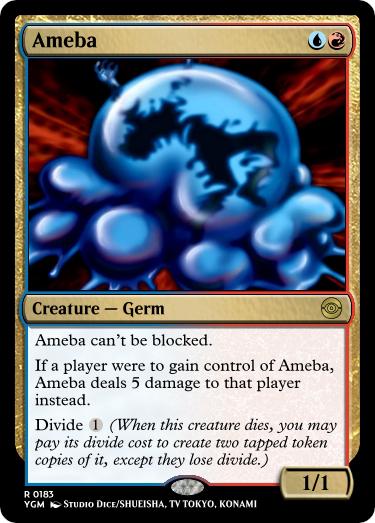 Ameba
Creature — Germ
Ameba can't be blocked.
If a player were to gain control of Ameba,
Ameba deals 5 damage to that player
instead.
Divide 1 (When this creature dies, you may
pay its divide cost to create two tapped token
copies of it, except they lose divide.)
1/1
R 0183
YGM Studio Dice/SHUEISHA, TV TOKYO, KONAMI